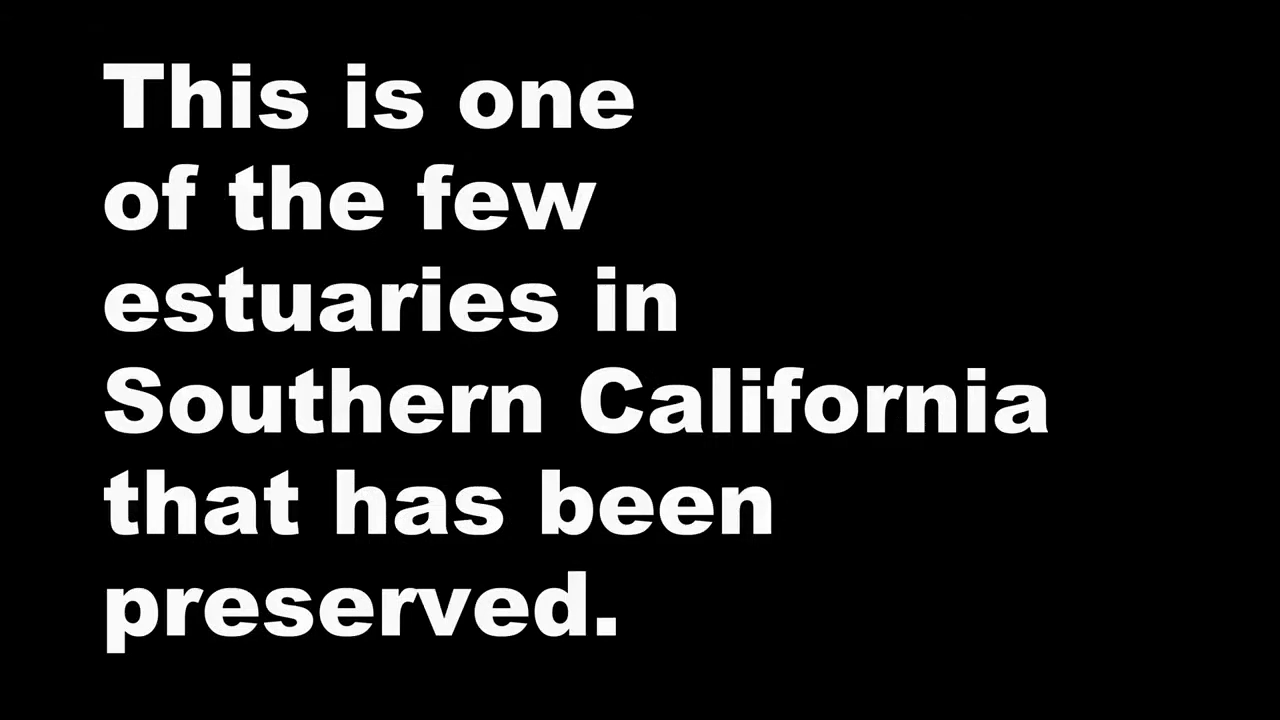 This is one
of the few
estuaries in
Southern California
that has been
preserved.